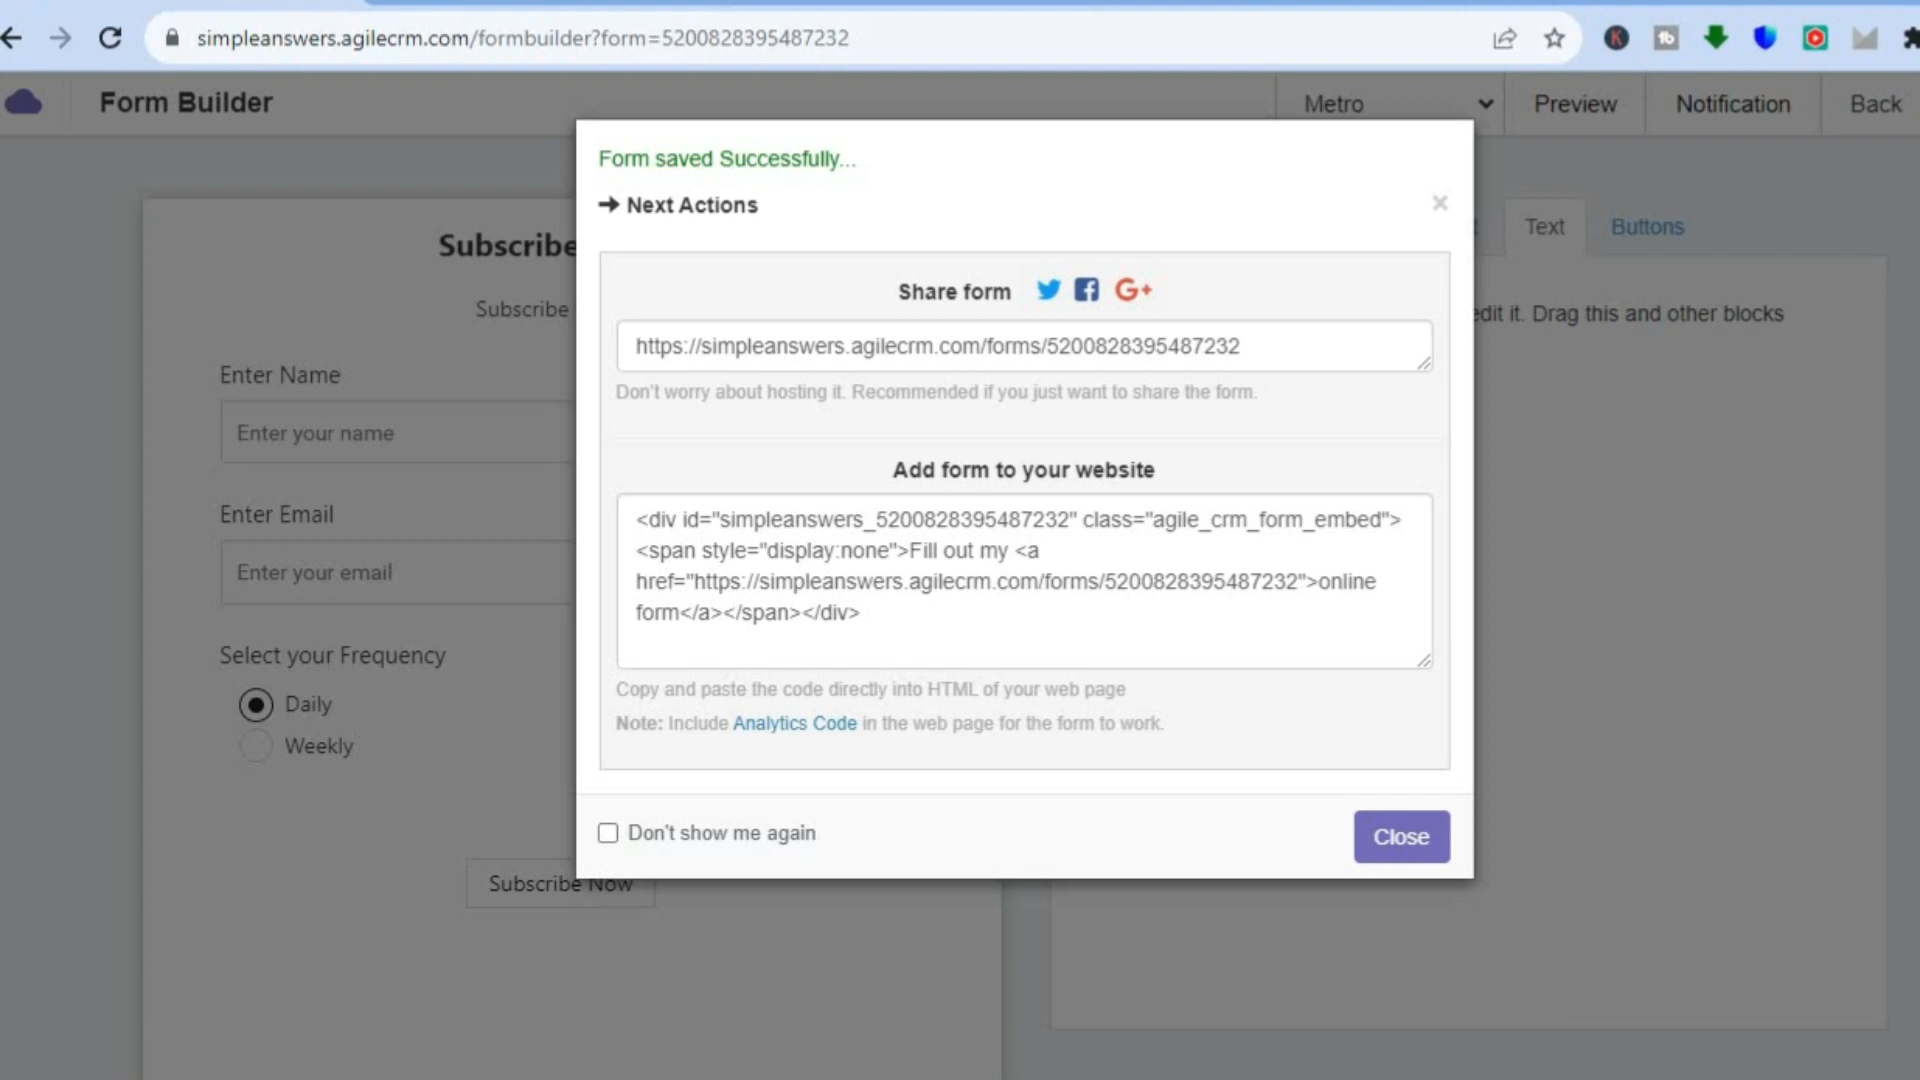 simpleanswers.agilecrm.com/formbuilder?form=5200828395487232
Form Builder
Metro
Preview
Notification
Back
Form saved Successfully...
Next Actions
Share form
https://simpleanswers.agilecrm.com/forms/5200828395487232
Don't worry about hosting it. Recommended if you just want to share the form.
Add form to your website
<div id="simpleanswers_5200828395487232" class="agile_crm_form_embed">
<span style="display:none">Fill out my <a
href="https://simpleanswers.agilecrm.com/forms/5200828395487232">online
form</a></span></div>
Copy and paste the code directly into HTML of your web page
Note: Include Analytics Code in the web page for the form to work.
Don't show me again
Close
Subscribe
Subscribe
Enter Name
Enter your name
Enter Email
Enter your email
Select your Frequency
Daily
Weekly
Subscribe Now
Text
Buttons
edit it. Drag this and other blocks